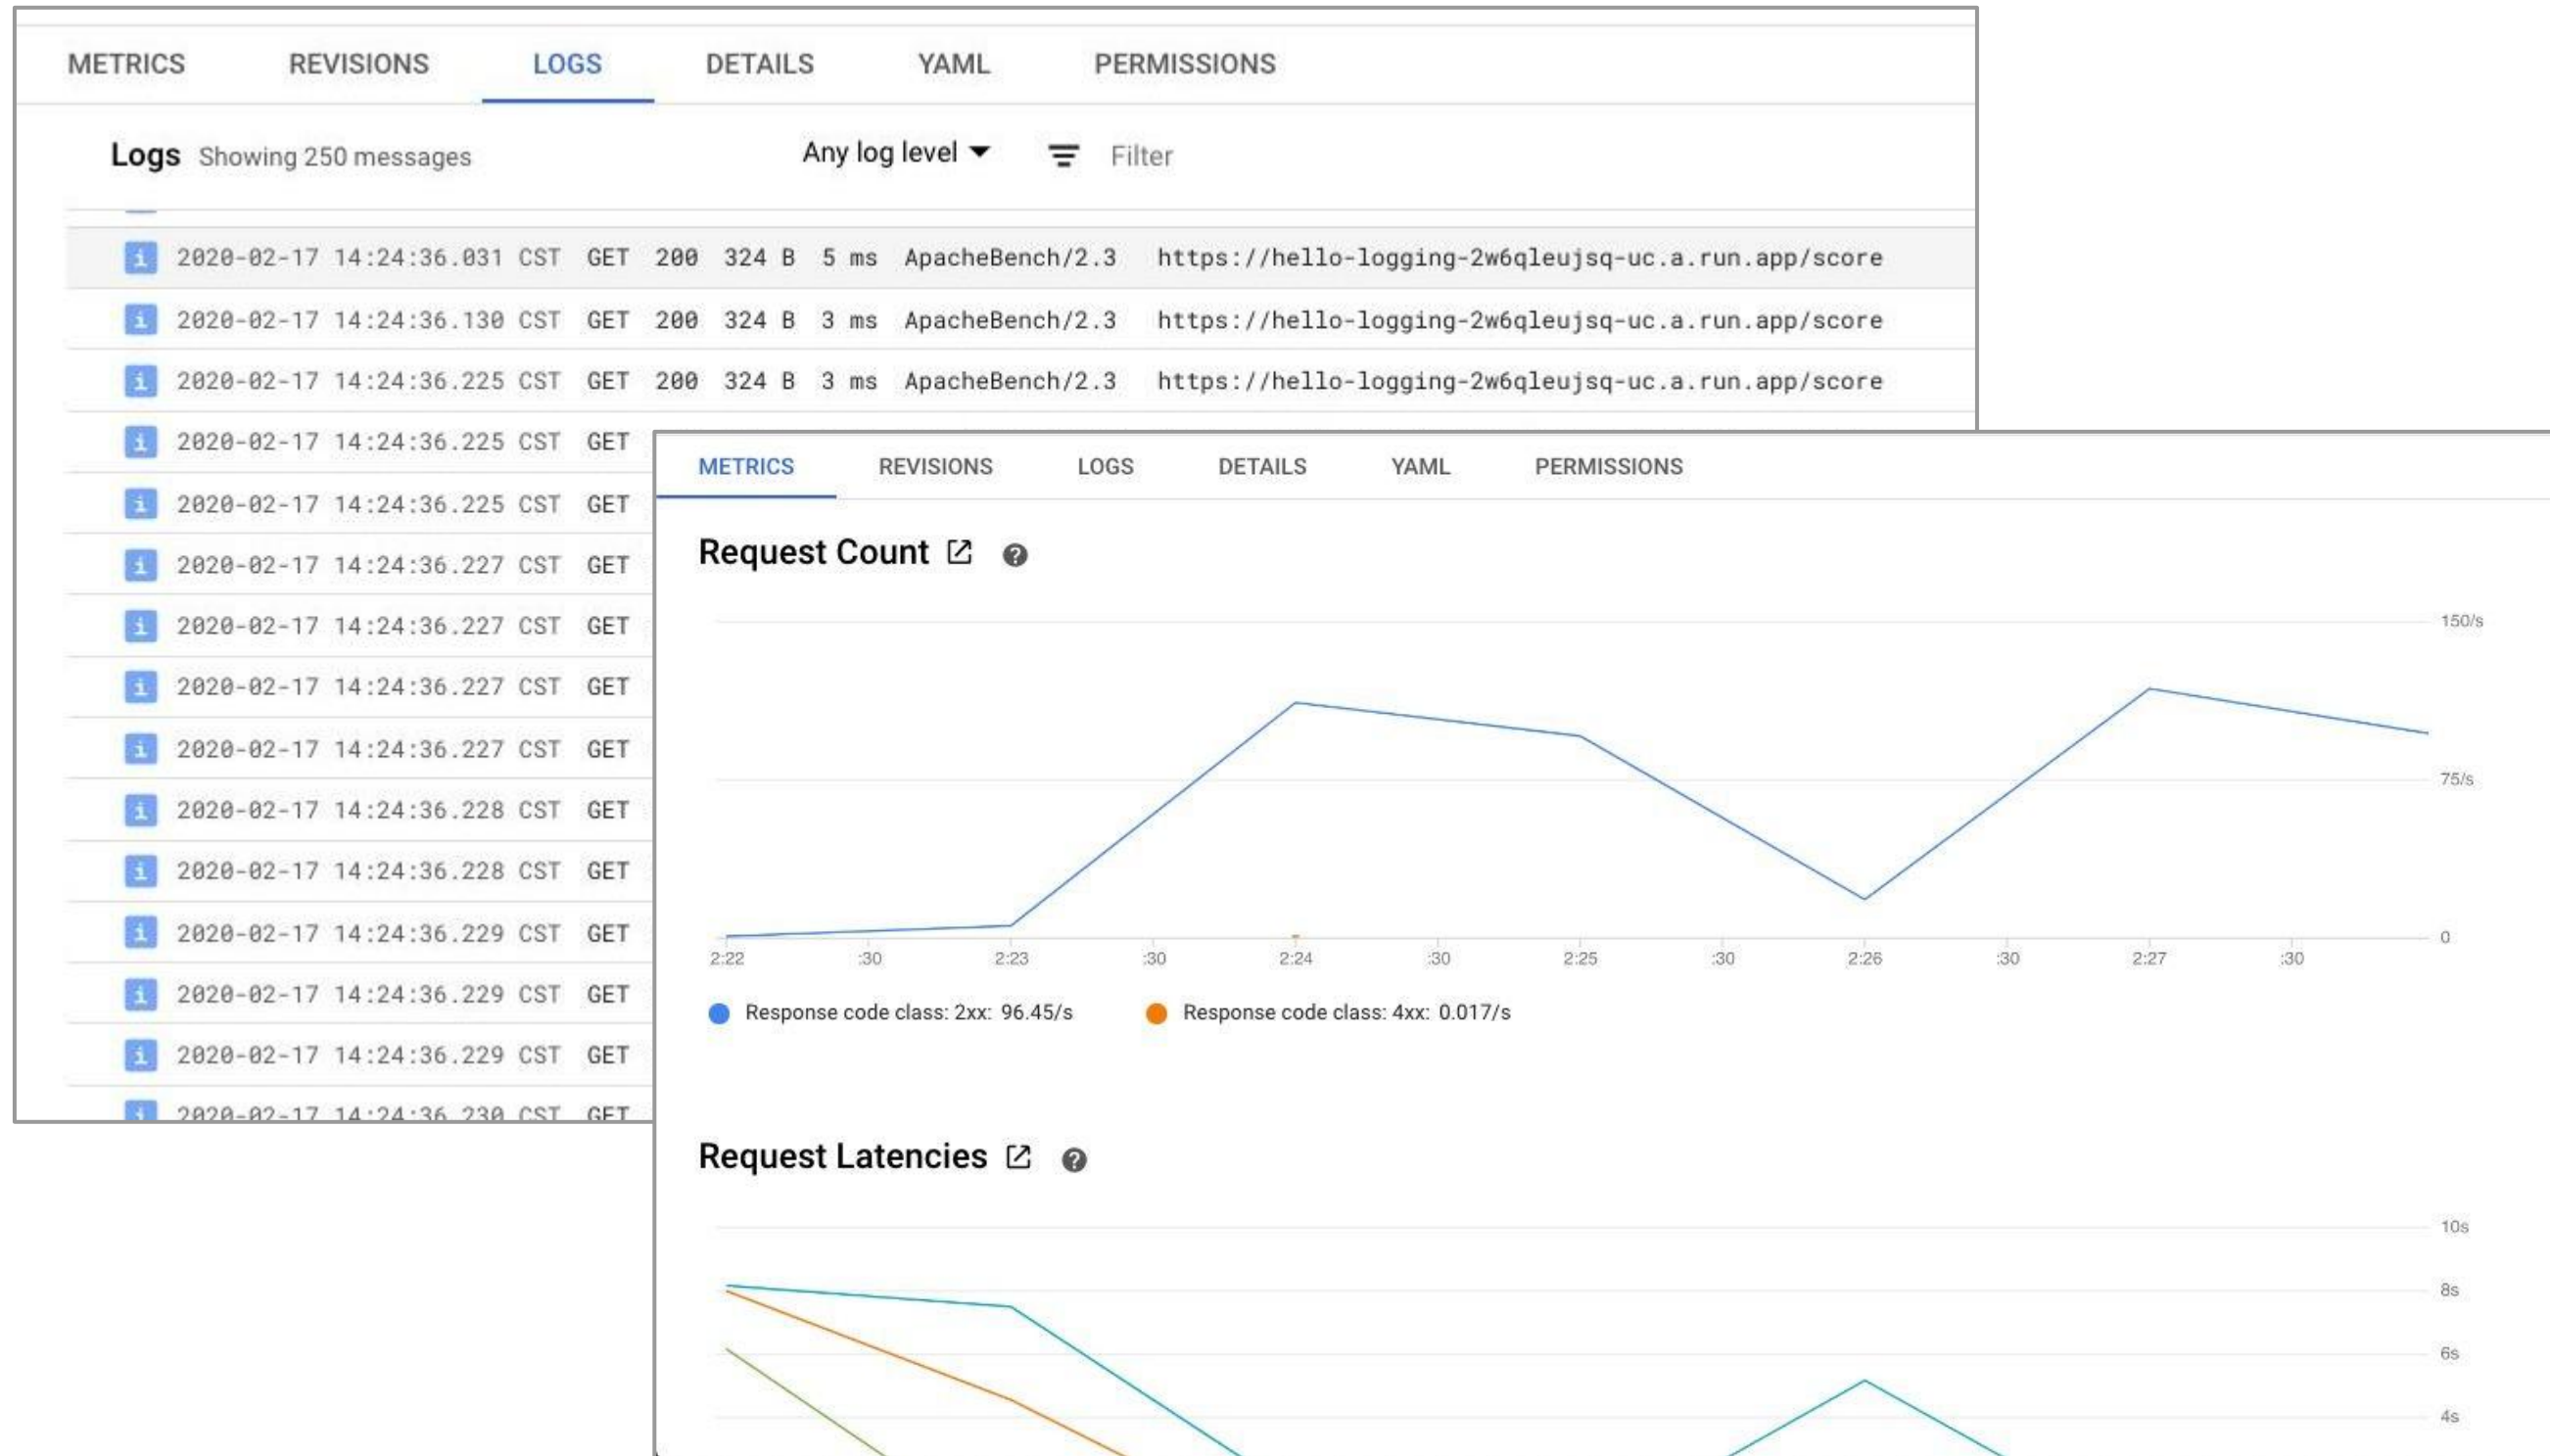 METRICS REVISIONS LOGS DETAILS YAML PERMISSIONS
Logs Showing 250 messages Any log level Filter
i 2020-02-17 14:24:36.031 CST GET 200 324 B 5 ms ApacheBench/2.3 https://hello-logging-2w6qleujsq-uc.a.run.app/score
i 2020-02-17 14:24:36.130 CST GET 200 324 B 3 ms ApacheBench/2.3 https://hello-logging-2w6qleujsq-uc.a.run.app/score
i 2020-02-17 14:24:36.225 CST GET 200 324 B 3 ms ApacheBench/2.3 https://hello-logging-2w6qleujsq-uc.a.run.app/score
i 2020-02-17 14:24:36.225 CST GET
i 2020-02-17 14:24:36.225 CST GET
i 2020-02-17 14:24:36.227 CST GET
i 2020-02-17 14:24:36.227 CST GET
i 2020-02-17 14:24:36.227 CST GET
i 2020-02-17 14:24:36.227 CST GET
i 2020-02-17 14:24:36.228 CST GET
i 2020-02-17 14:24:36.228 CST GET
i 2020-02-17 14:24:36.229 CST GET
i 2020-02-17 14:24:36.229 CST GET
i 2020-02-17 14:24:36.229 CST GET
i 2020-02-17 14:24:36.230 CST GET
METRICS REVISIONS LOGS DETAILS YAML PERMISSIONS
Request Count ?
150/s
75/s
0
2:22 :30 2:23 :30 2:24 :30 2:25 :30 2:26 :30 2:27 :30
Response code class: 2xx: 96.45/s Response code class: 4xx: 0.017/s
Request Latencies ?
10s
8s
6s
4s